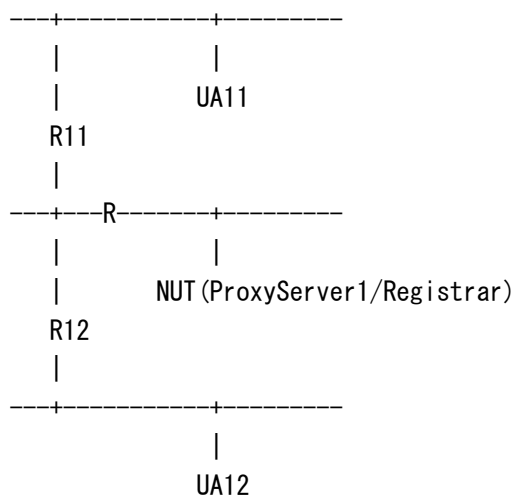 UA11
R11
R
NUT(ProxyServer1/Registrar)
R12
UA12